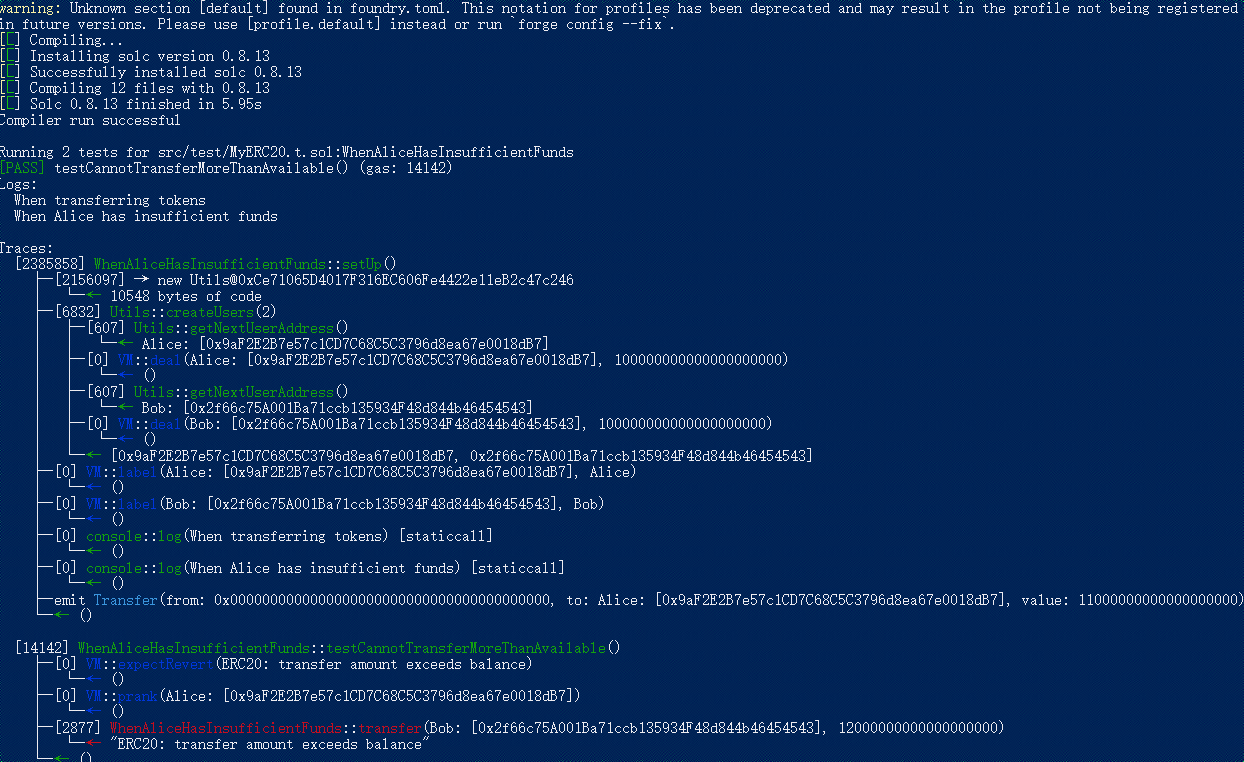 warning: Unknown section [default] found in foundry.toml. This notation for profiles has been deprecated and may result in the profile not being registered
in future versions. Please use [profile.default] instead or run `forge config --fix`.
[⠆] Compiling...
[⠆] Installing solc version 0.8.13
[⠆] Successfully installed solc 0.8.13
[⠆] Compiling 12 files with 0.8.13
[⠆] Solc 0.8.13 finished in 5.95s
Compiler run successful
Running 2 tests for src/test/MyERC20.t.sol:WhenAliceHasInsufficientFunds
[PASS] testCannotTransferMoreThanAvailable() (gas: 14142)
Logs:
When transferring tokens
When Alice has insufficient funds
Traces:
[2385858] WhenAliceHasInsufficientFunds::setUp()
├─[2156097] → new Utils@0xCe71065D4017F316EC606Fe4422e11eB2c47c246
│ └─← 10548 bytes of code
├─[6832] Utils::createUsers(2)
│ ├─[607] Utils::getNextUserAddress()
│ │ └─← Alice: [0x9aF2E2B7e57c1CD7C68C5C3796d8ea67e0018dB7]
│ ├─[0] VM::deal(Alice: [0x9aF2E2B7e57c1CD7C68C5C3796d8ea67e0018dB7], 100000000000000000000)
│ │ └─← ()
│ ├─[607] Utils::getNextUserAddress()
│ │ └─← Bob: [0x2f66c75A001Ba71ccb135934F48d844b46454543]
│ ├─[0] VM::deal(Bob: [0x2f66c75A001Ba71ccb135934F48d844b46454543], 100000000000000000000)
│ │ └─← ()
│ └─← [0x9aF2E2B7e57c1CD7C68C5C3796d8ea67e0018dB7, 0x2f66c75A001Ba71ccb135934F48d844b46454543]
├─[0] VM::label(Alice: [0x9aF2E2B7e57c1CD7C68C5C3796d8ea67e0018dB7], Alice)
│ └─← ()
├─[0] VM::label(Bob: [0x2f66c75A001Ba71ccb135934F48d844b46454543], Bob)
│ └─← ()
├─[0] console::log(When transferring tokens) [staticcall]
│ └─← ()
├─[0] console::log(When Alice has insufficient funds) [staticcall]
│ └─← ()
├─emit Transfer(from: 0x0000000000000000000000000000000000000000, to: Alice: [0x9aF2E2B7e57c1CD7C68C5C3796d8ea67e0018dB7], value: 11000000000000000000)
└─← ()
[14142] WhenAliceHasInsufficientFunds::testCannotTransferMoreThanAvailable()
├─[0] VM::expectRevert(ERC20: transfer amount exceeds balance)
│ └─← ()
├─[0] VM::prank(Alice: [0x9aF2E2B7e57c1CD7C68C5C3796d8ea67e0018dB7])
│ └─← ()
├─[2877] WhenAliceHasInsufficientFunds::transfer(Bob: [0x2f66c75A001Ba71ccb135934F48d844b46454543], 12000000000000000000)
│ └─← "ERC20: transfer amount exceeds balance"
└─← ()